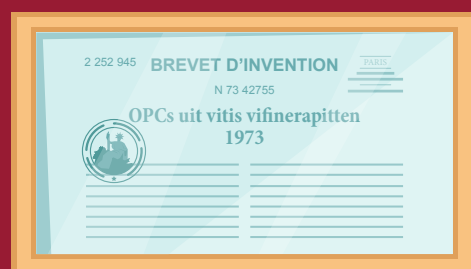 2 252 945 BREVET D'INVENTION PARIS
N 73 42755
OPCs uit vitis vifinerapitten
1973